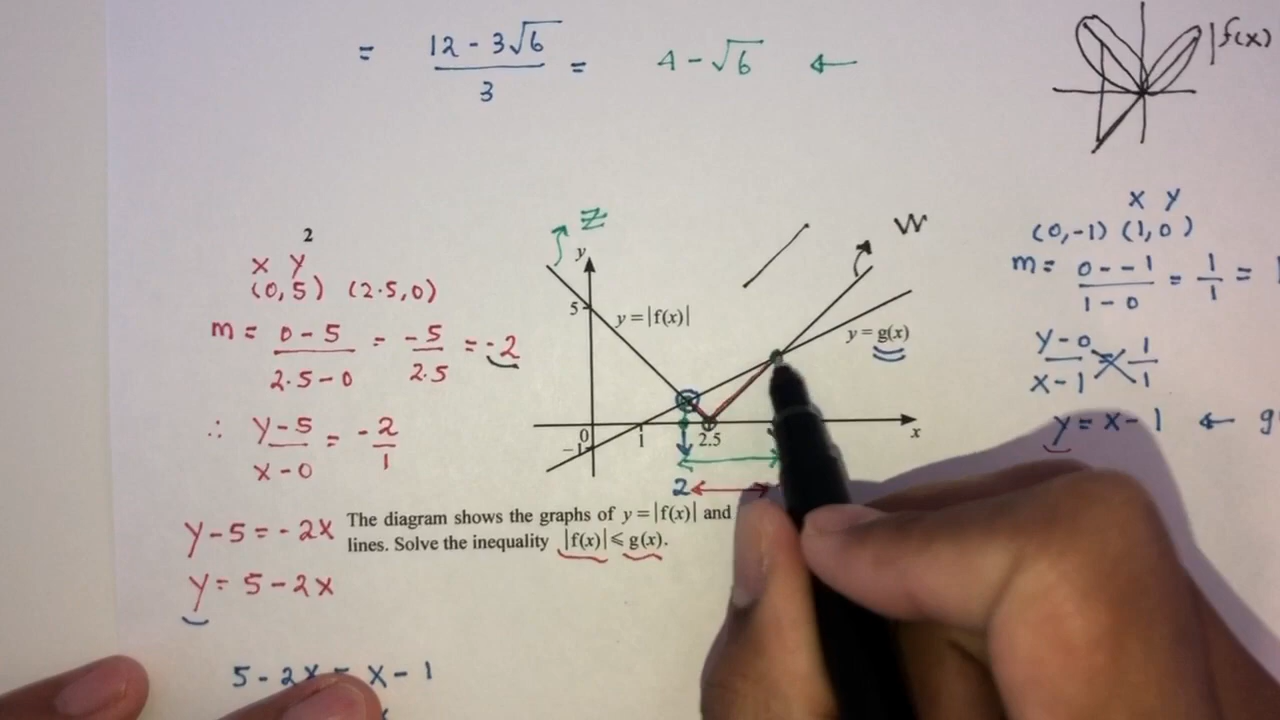 = 12 - 3√6 / 3 = 4 - √6 ←
|f(x)
2
X Y
(0,5) (2.5,0)
m = 0 - 5 / 2.5 - 0 = -5 / 2.5 = -2
∴ y - 5 / x - 0 = - 2 / 1
y - 5 = - 2x
y = 5 - 2x
5 - 2x = x - 1
Z
W
y
5
y = |f(x)|
y = g(x)
0
1
2.5
x
-1
2
The diagram shows the graphs of y = |f(x)| and
lines. Solve the inequality |f(x)| ⩽ g(x).
X Y
(0,-1) (1,0)
m = 0 - -1 / 1 - 0 = 1 / 1 =
y - 0 / x - 1 1 / 1
y = x - 1 ← g